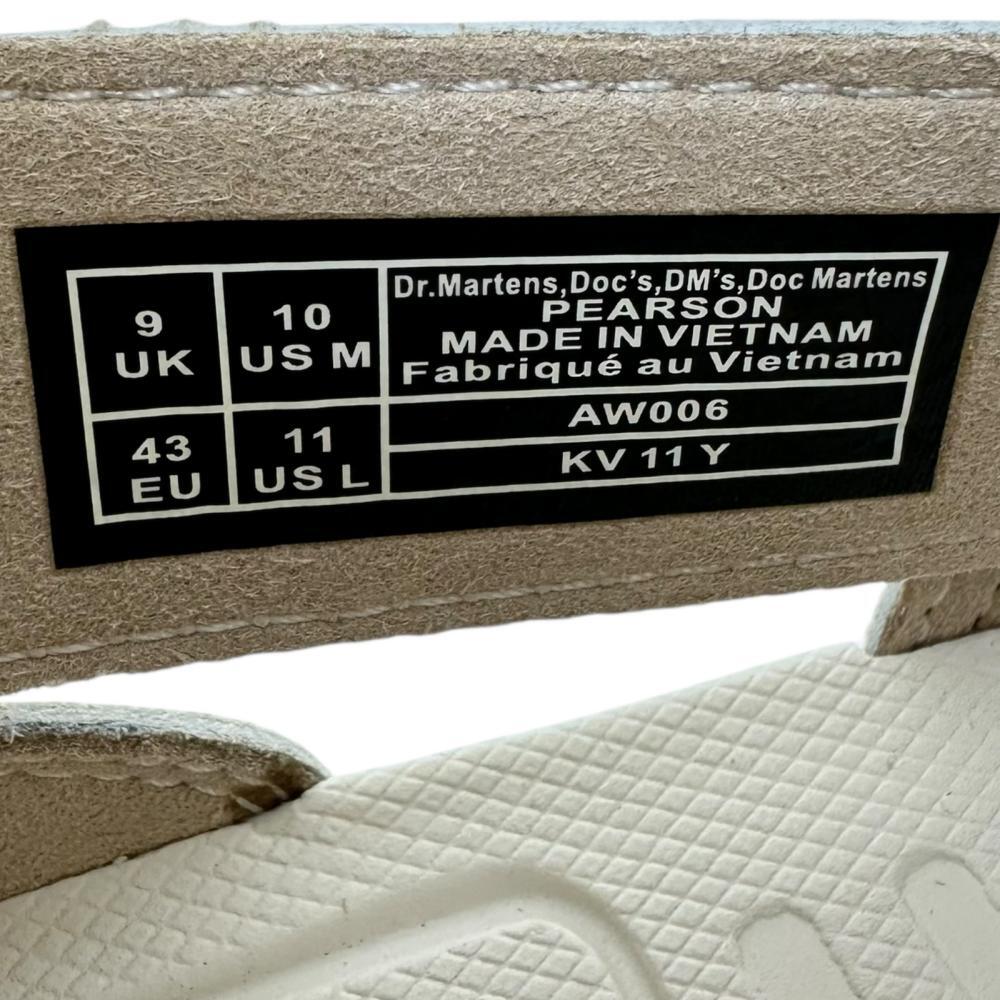 9
UK
10
US M
43
EU
11
US L
Dr.Martens,Doc's,DM's,Doc Martens
PEARSON
MADE IN VIETNAM
Fabriqué au Vietnam
AW006
KV 11 Y